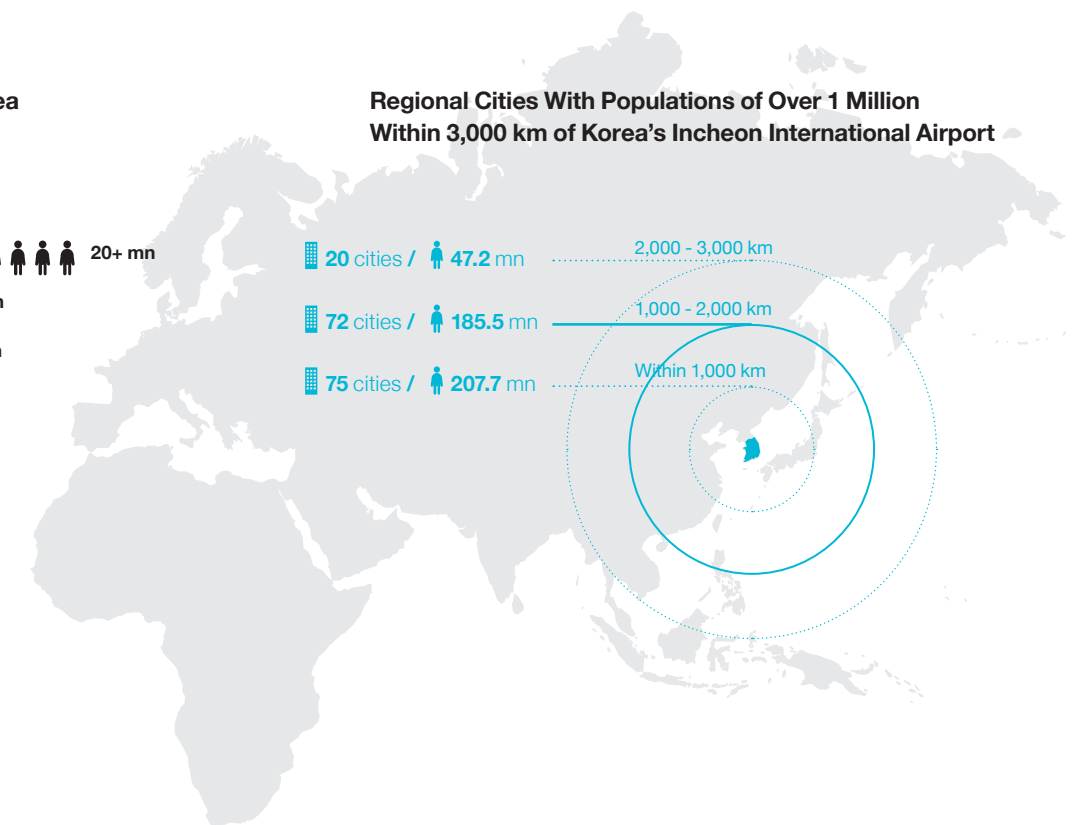 ea
Regional Cities With Populations of Over 1 Million
Within 3,000 km of Korea's Incheon International Airport
20+ mn
n
n
20 cities / 47.2 mn
2,000 - 3,000 km
72 cities / 185.5 mn
1,000 - 2,000 km
75 cities / 207.7 mn
Within 1,000 km